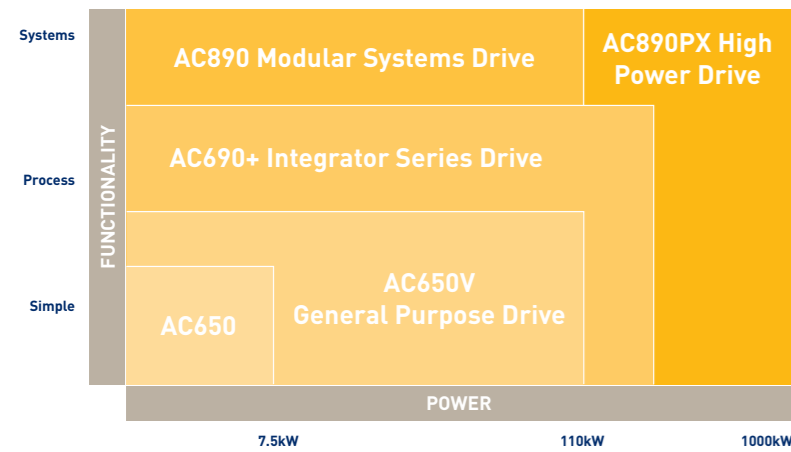 Systems
AC890 Modular Systems Drive
AC890PX High
Power Drive
FUNCTIONALITY
Process
AC690+ Integrator Series Drive
Simple
AC650
AC650V
General Purpose Drive
POWER
7.5kW
110kW
1000kW